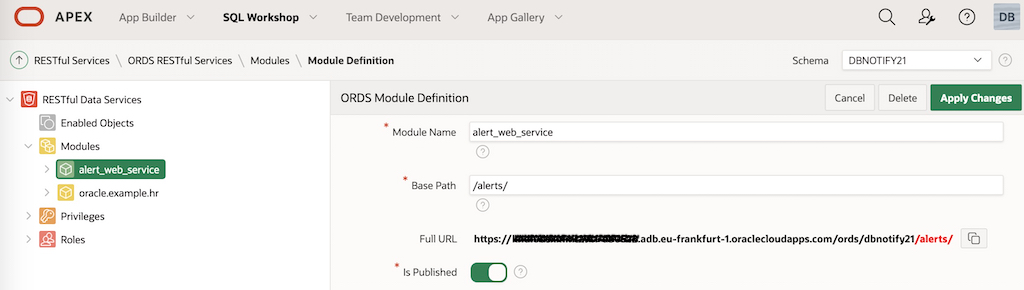 APEX App Builder SQL Workshop Team Development App Gallery ? DB
RESTful Services \ ORDS RESTful Services \ Modules \ Module Definition Schema DBNOTIFY21 ?
RESTful Data Services
Enabled Objects
Modules
alert_web_service
oracle.example.hr
Privileges
Roles
ORDS Module Definition Cancel Delete Apply Changes
* Module Name alert_web_service
?
* Base Path /alerts/
?
Full URL https:// .adb.eu-frankfurt-1.oraclecloudapps.com/ords/dbnotify21/alerts/
* Is Published ?